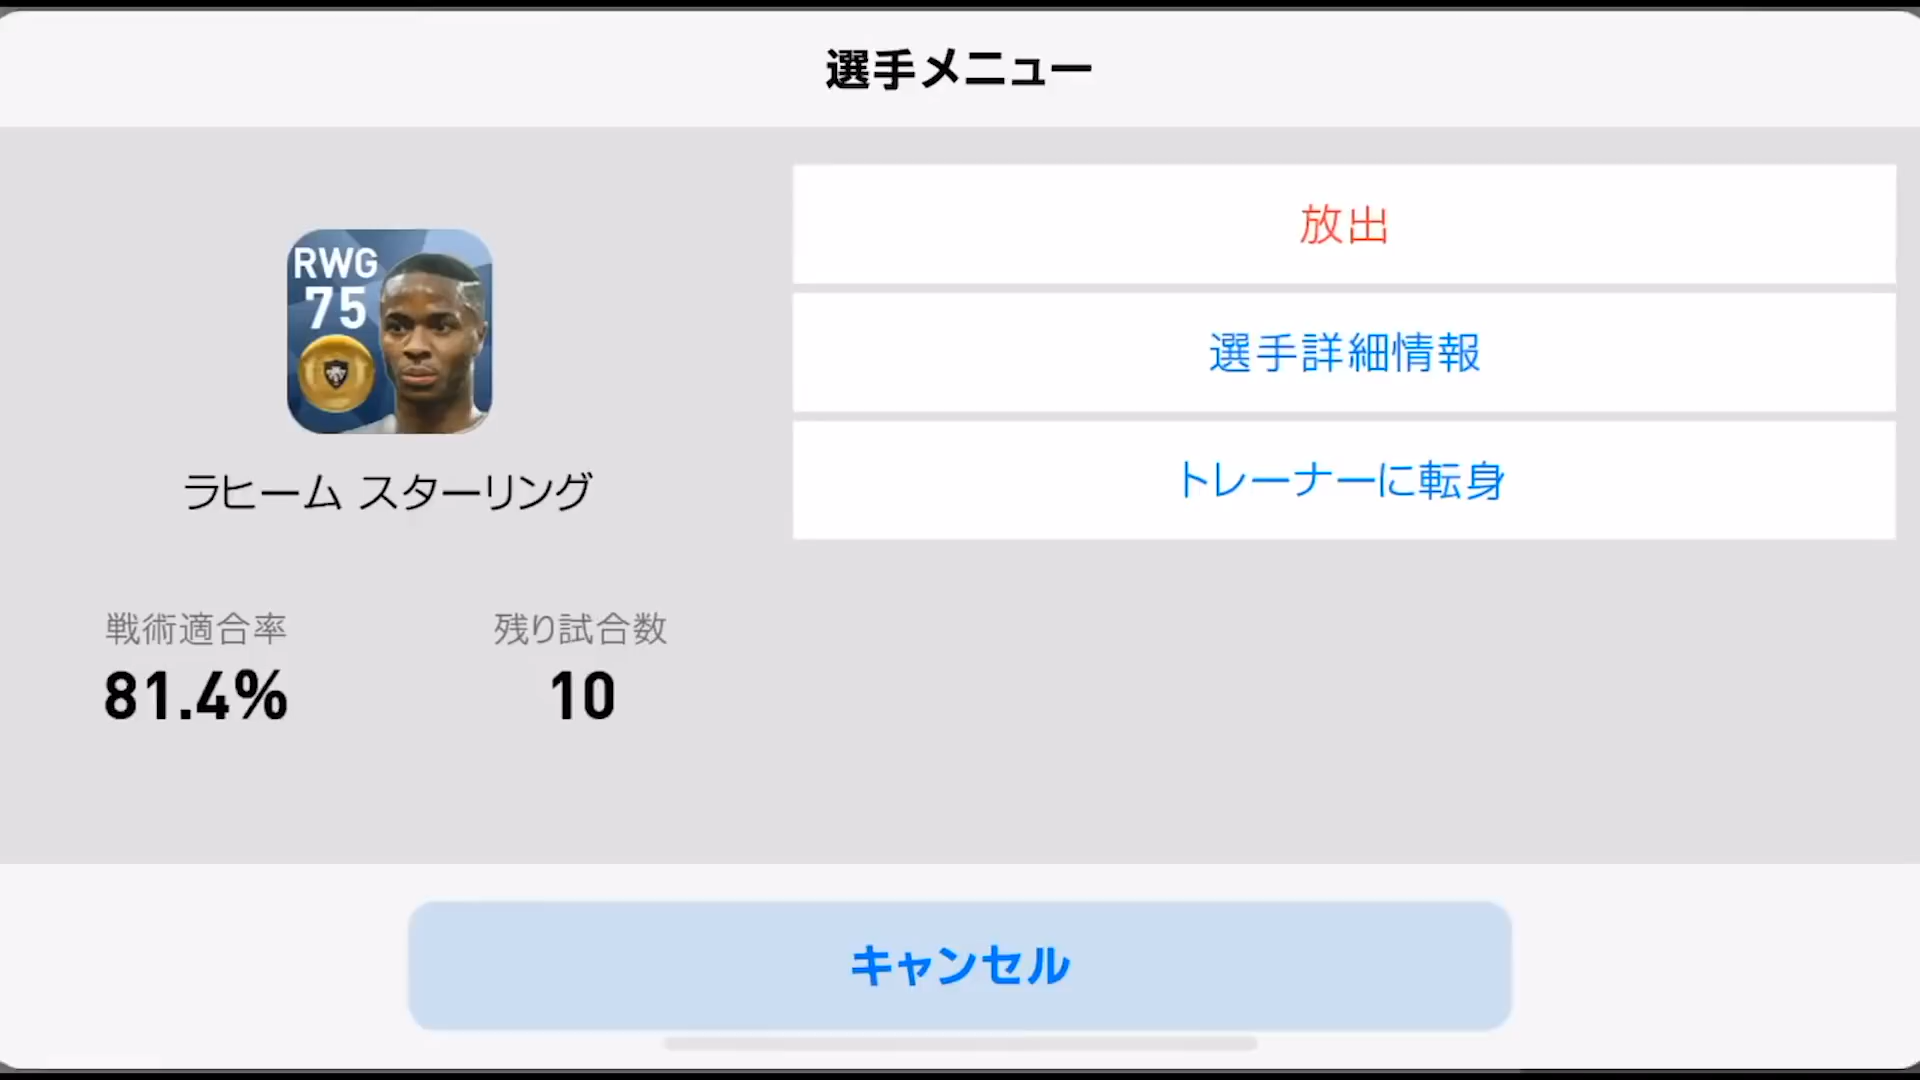 選手メニュー
RWG
75
ラヒーム スターリング
戦術適合率
81.4%
残り試合数
10
放出
選手詳細情報
トレーナーに転身
キャンセル